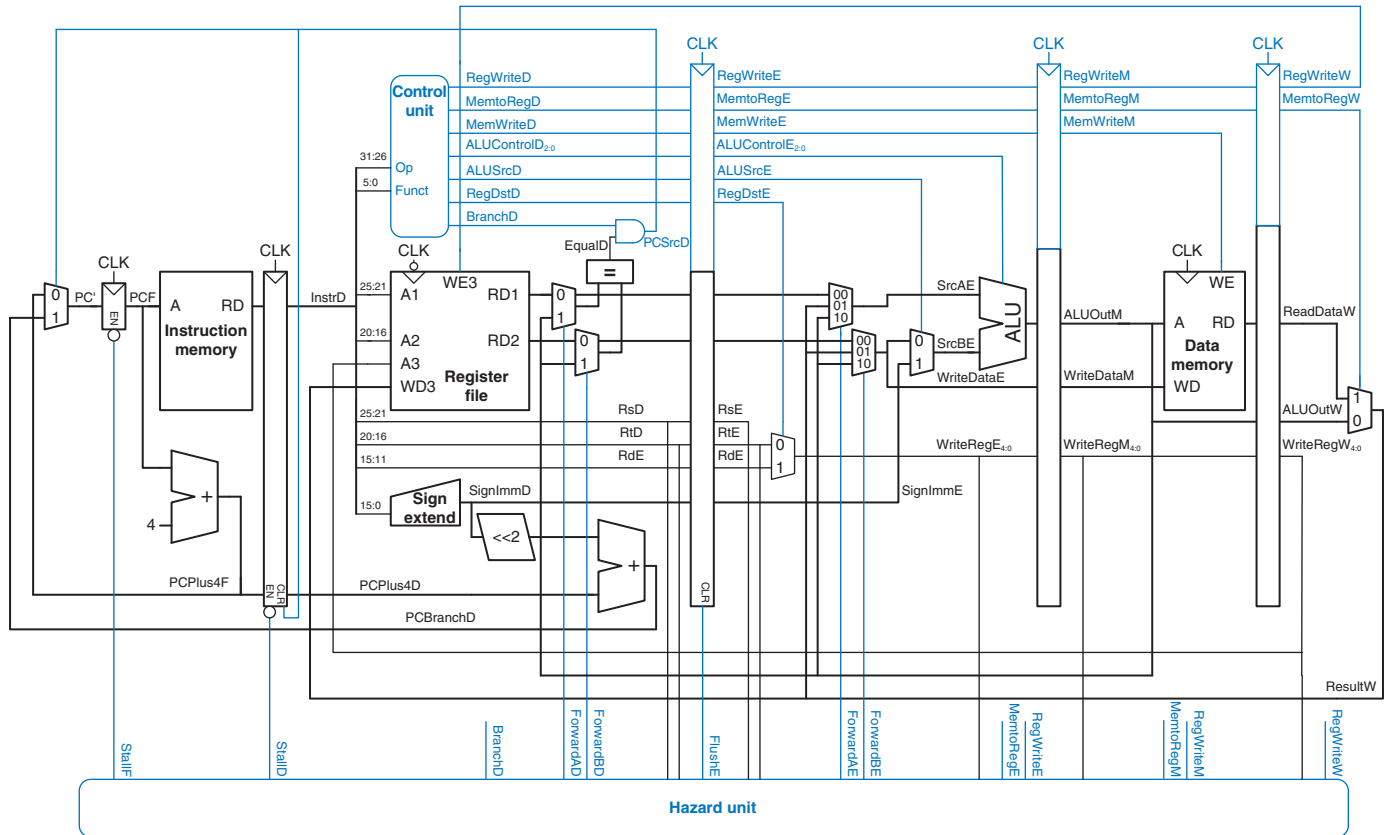 CLK
CLK
CLK
RegWriteD
RegWriteE
RegWriteM
RegWriteW
Control
unit
MemtoRegD
MemtoRegE
MemtoRegM
MemtoRegW
MemWriteD
MemWriteE
MemWriteM
ALUControlD2:0
ALUControlE2:0
31:26
Op
ALUSrcD
ALUSrcE
5:0
Funct
RegDstD
RegDstE
BranchD
PCSrcD
EqualD
CLK
CLK
CLK
CLK
WE3
=
WE
0
1
PC'
PCF
EN
A
RD
Instruction
memory
InstrD
25:21
A1
RD1
0
1
00
01
10
SrcAE
ALU
ALUOutM
A
RD
ReadDataW
20:16
A2
RD2
0
1
00
01
10
0
1
SrcBE
Data
memory
A3
Register
file
WD3
WriteDataE
WriteDataM
WD
1
0
25:21
RsD
RsE
ALUOutW
20:16
RtD
RtE
0
1
WriteRegE4:0
WriteRegM4:0
WriteRegW4:0
15:11
RdE
RdE
SignImmD
SignImmE
15:0
Sign
extend
+
4
<<2
+
PCPlus4F
EN
CLR
PCPlus4D
CLR
PCBranchD
ResultW
StallF
StallD
BranchD
ForwardAD
ForwardBD
FlushE
ForwardAE
ForwardBE
MemtoRegE
RegWriteE
MemtoRegM
RegWriteM
RegWriteW
Hazard unit